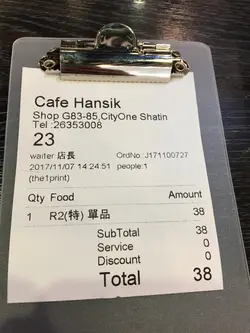 Cafe Hansik
Shop G83-85,CityOne Shatin
Tel :26353008
23
waiter 店長 OrdNo.:J171100727
2017/11/07 14:24:51 people:1
(the1print)
Qty Food Amount
1 R2(特) 單品 38
SubTotal 38
Service 0
Discount 0
Total 38